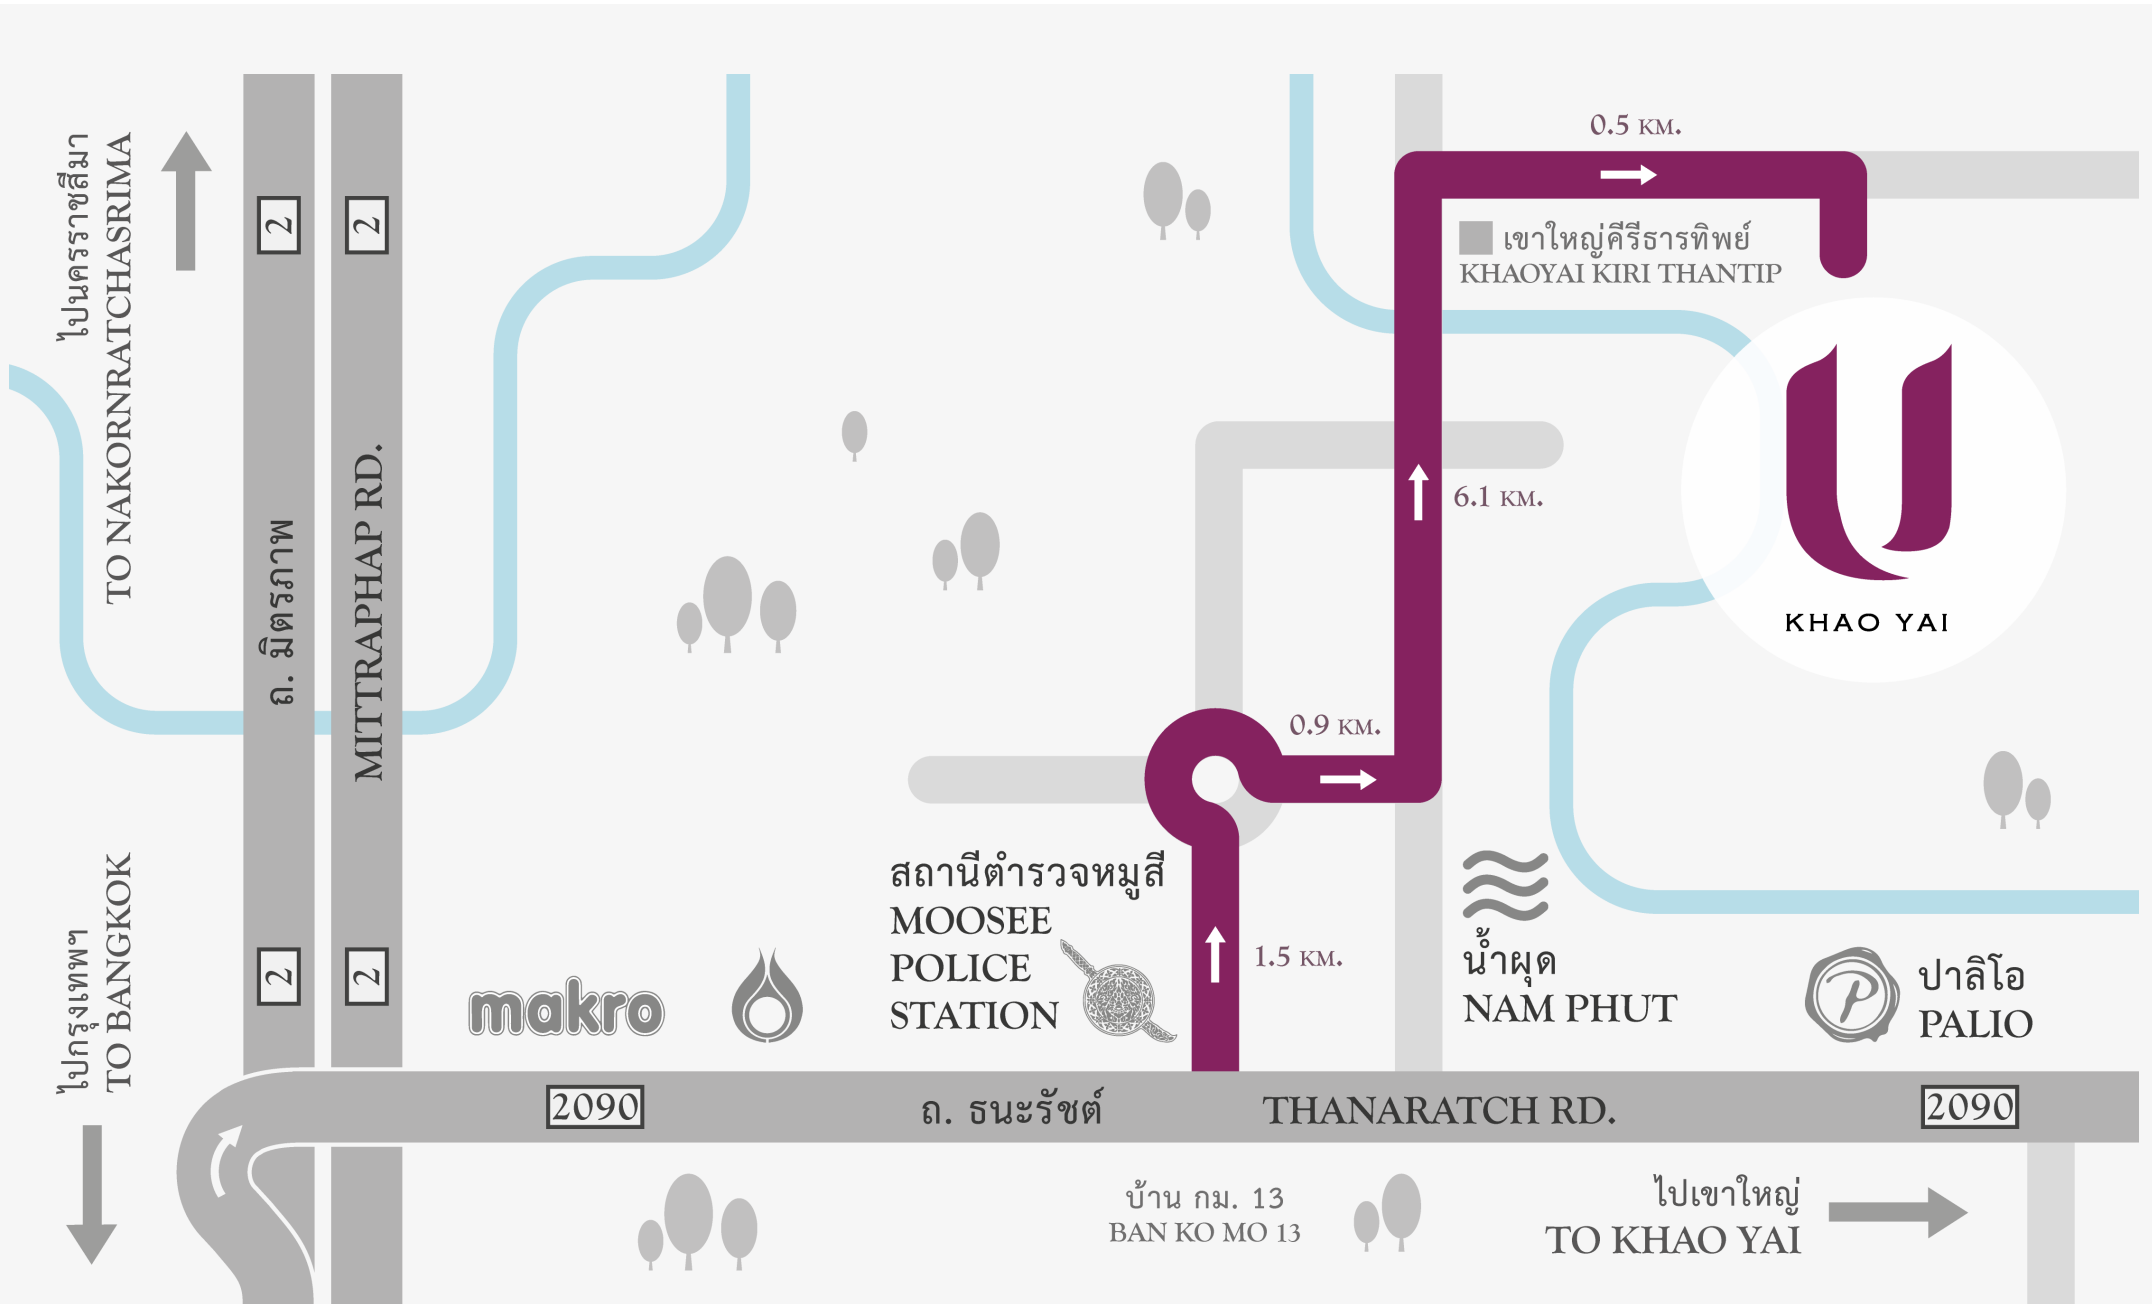 0.5 KM.
เขาใหญ่คีรีธารทิพย์
KHAOYAI KIRI THANTIP
ไปนครราชสีมา
TO NAKORNRATCHASRIMA
2
2
ถ. มิตรภาพ
MITTRAPHAP RD.
6.1 KM.
KHAO YAI
0.9 KM.
ไปกรุงเทพฯ
TO BANGKOK
2
2
makro
สถานีตำรวจหมูสี
MOOSEE
POLICE
STATION
1.5 KM.
น้ำผุด
NAM PHUT
P
ปาลิโอ
PALIO
2090
ถ. ธนะรัชต์
THANARATCH RD.
2090
บ้าน กม. 13
BAN KO MO 13
ไปเขาใหญ่
TO KHAO YAI